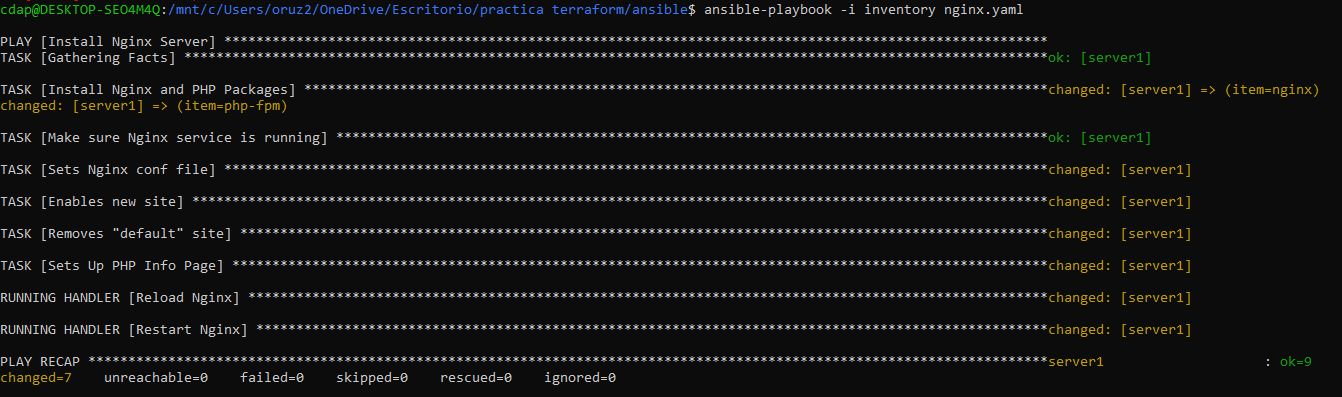 cdap@DESKTOP-SEO4M4Q:/mnt/c/Users/oruz2/OneDrive/Escritorio/practica terraform/ansible$ ansible-playbook -i inventory nginx.yaml
PLAY [Install Nginx Server] *******************************************************************************************************
TASK [Gathering Facts] ************************************************************************************************************ok: [server1]
TASK [Install Nginx and PHP Packages] *********************************************************************************************changed: [server1] => (item=nginx)
changed: [server1] => (item=php-fpm)
TASK [Make sure Nginx service is running] *****************************************************************************************ok: [server1]
TASK [Sets Nginx conf file] *******************************************************************************************************changed: [server1]
TASK [Enables new site] ***********************************************************************************************************changed: [server1]
TASK [Removes "default" site] *****************************************************************************************************changed: [server1]
TASK [Sets Up PHP Info Page] ******************************************************************************************************changed: [server1]
RUNNING HANDLER [Reload Nginx] ****************************************************************************************************changed: [server1]
RUNNING HANDLER [Restart Nginx] ***************************************************************************************************changed: [server1]
PLAY RECAP ************************************************************************************************************************server1                    : ok=9
changed=7    unreachable=0    failed=0    skipped=0    rescued=0    ignored=0